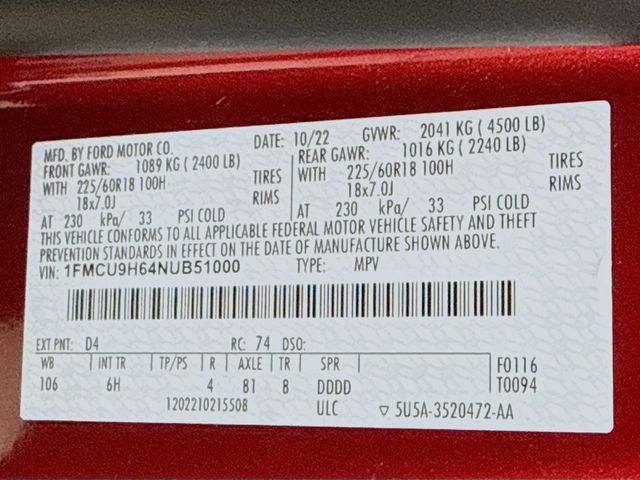 MFD. BY FORD MOTOR CO. DATE: 10/22 GVWR: 2041 KG ( 4500 LB)
FRONT GAWR: 1089 KG ( 2400 LB) REAR GAWR: 1016 KG ( 2240 LB)
WITH 225/60R18 100H TIRES WITH 225/60R18 100H TIRES
18x7.0J RIMS 18x7.0J RIMS
AT 230 kPa/ 33 PSI COLD AT 230 kPa/ 33 PSI COLD
THIS VEHICLE CONFORMS TO ALL APPLICABLE FEDERAL MOTOR VEHICLE SAFETY AND THEFT
PREVENTION STANDARDS IN EFFECT ON THE DATE OF MANUFACTURE SHOWN ABOVE.
VIN: 1FMCU9H64NUB51000 TYPE: MPV
EXT PNT: D4 RC: 74 DSO:
WB INT TR TP/PS R AXLE TR SPR F0116
106 6H 4 81 8 DDDD T0094
1202210215508 ULC ▽ 5U5A-3520472-AA